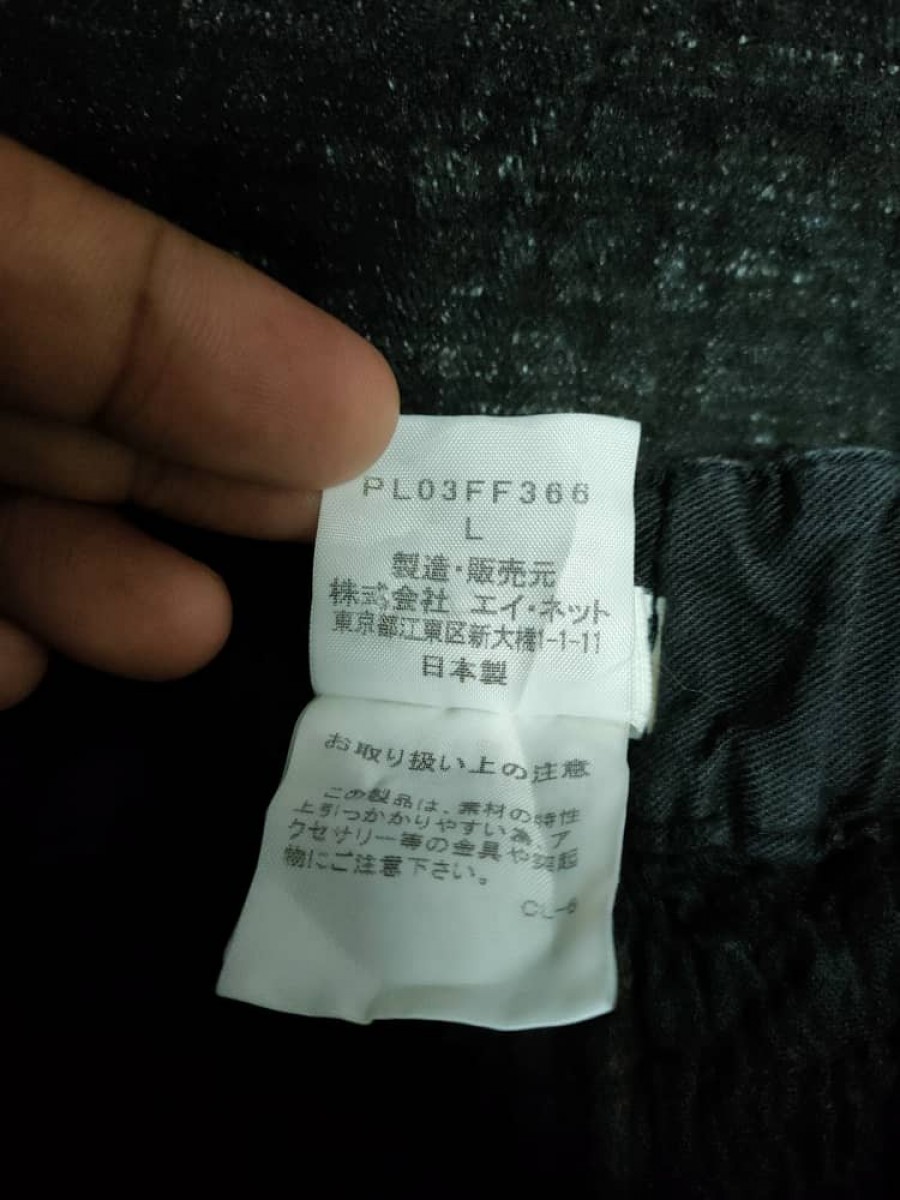 PL03FF366
L
製造・販売元
株式会社 エイ・ネット
東京都江東区新大橋1-1-11
日本製
お取り扱い上の注意
この製品は、素材の特性
上引っかかりやすい為、ア
クセサリー等の金具や突起
物にご注意下さい。
CL-6